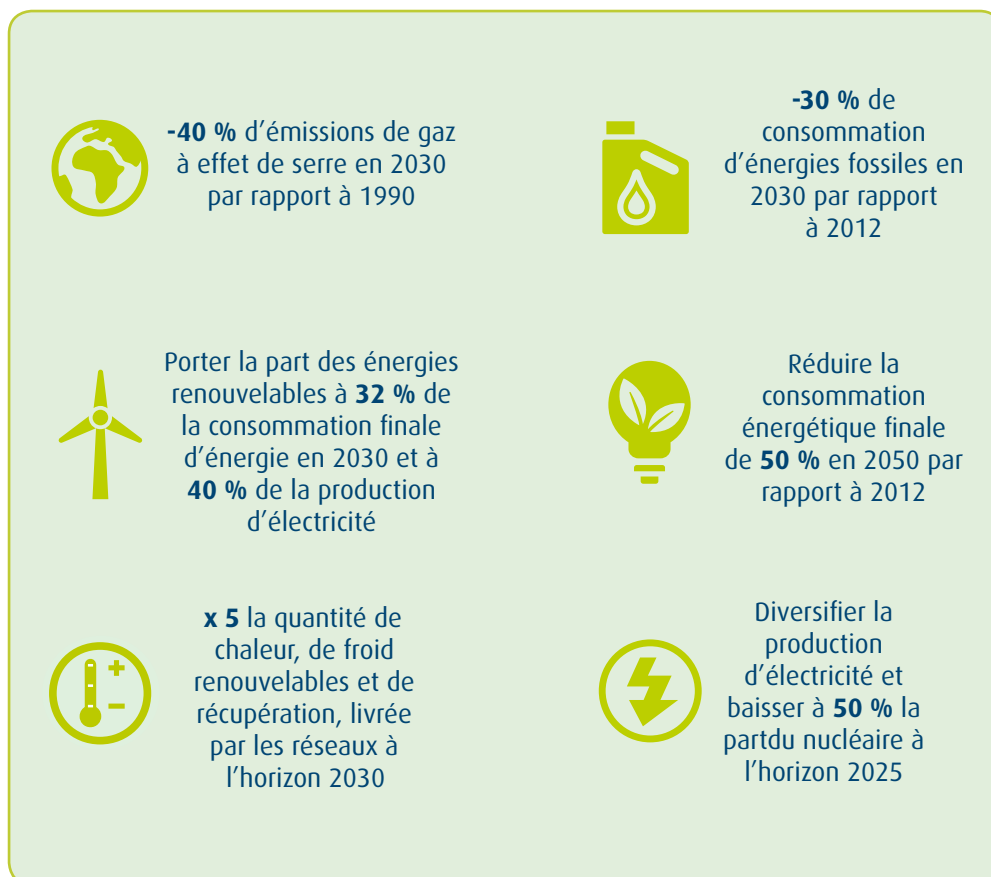 -40 % d'émissions de gaz
à effet de serre en 2030
par rapport à 1990
-30 % de
consommation
d'énergies fossiles en
2030 par rapport
à 2012
Porter la part des énergies
renouvelables à 32 % de
la consommation finale
d'énergie en 2030 et à
40 % de la production
d'électricité
Réduire la
consommation
énergétique finale
de 50 % en 2050 par
rapport à 2012
x 5 la quantité de
chaleur, de froid
renouvelables et de
récupération, livrée
par les réseaux à
l'horizon 2030
Diversifier la
production
d'électricité et
baisser à 50 % la
partdu nucléaire à
l'horizon 2025